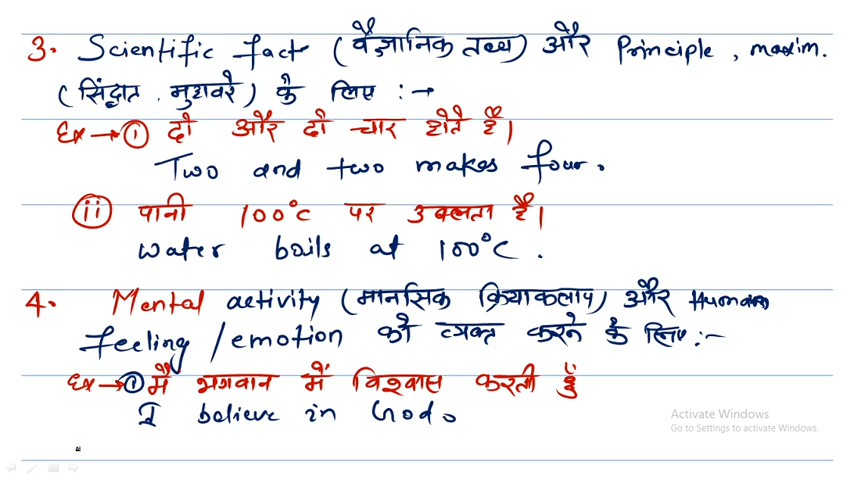 3. Scientific fact (वैज्ञानिक तथ्य) और Principle, maxim.
(सिद्धांत, मुहावरे) के लिए :→
Ex → ① दो और दो चार होते हैं।
Two and two makes four.
ⅱ पानी 100°C पर उबलता है।
Water boils at 100°C.
4. Mental activity (मानसिक क्रियाकलाप) और Human
feeling / emotion को व्यक्त करने के लिए :-
Ex → ① मैं भगवान में विश्वास करती हूँ
I believe in God.
Activate Windows
Go to Settings to activate Windows.